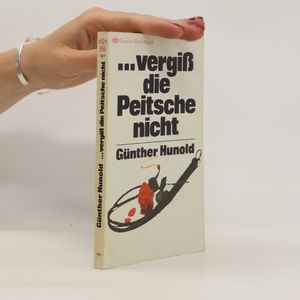 ...vergiß
die
Peitsche
nicht
Günther Hunold
Günther Hunold ...vergiß die Peitsche nicht